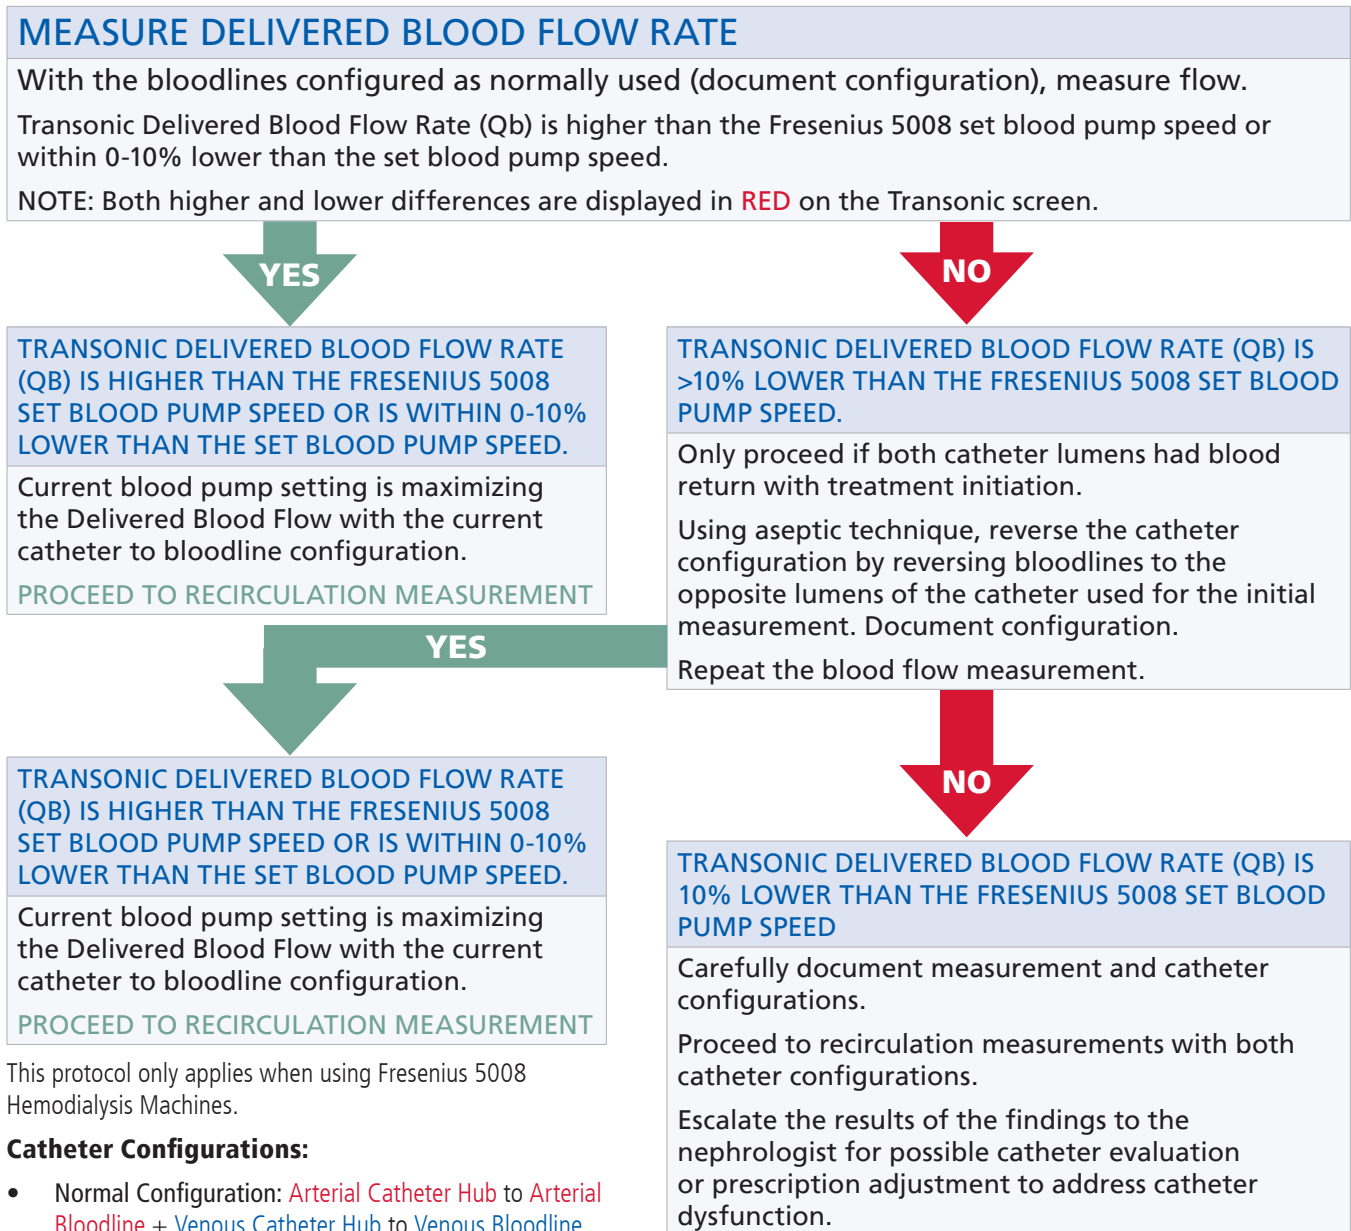 MEASURE DELIVERED BLOOD FLOW RATE
With the bloodlines configured as normally used (document configuration), measure flow.
Transonic Delivered Blood Flow Rate (Qb) is higher than the Fresenius 5008 set blood pump speed or
within 0-10% lower than the set blood pump speed.
NOTE: Both higher and lower differences are displayed in RED on the Transonic screen.
YES
NO
TRANSONIC DELIVERED BLOOD FLOW RATE
(QB) IS HIGHER THAN THE FRESENIUS 5008
SET BLOOD PUMP SPEED OR IS WITHIN 0-10%
LOWER THAN THE SET BLOOD PUMP SPEED.
Current blood pump setting is maximizing
the Delivered Blood Flow with the current
catheter to bloodline configuration.
PROCEED TO RECIRCULATION MEASUREMENT
TRANSONIC DELIVERED BLOOD FLOW RATE (QB) IS
>10% LOWER THAN THE FRESENIUS 5008 SET BLOOD
PUMP SPEED.
Only proceed if both catheter lumens had blood
return with treatment initiation.
Using aseptic technique, reverse the catheter
configuration by reversing bloodlines to the
opposite lumens of the catheter used for the initial
measurement. Document configuration.
Repeat the blood flow measurement.
YES
NO
TRANSONIC DELIVERED BLOOD FLOW RATE
(QB) IS HIGHER THAN THE FRESENIUS 5008
SET BLOOD PUMP SPEED OR IS WITHIN 0-10%
LOWER THAN THE SET BLOOD PUMP SPEED.
Current blood pump setting is maximizing
the Delivered Blood Flow with the current
catheter to bloodline configuration.
PROCEED TO RECIRCULATION MEASUREMENT
TRANSONIC DELIVERED BLOOD FLOW RATE (QB) IS
10% LOWER THAN THE FRESENIUS 5008 SET BLOOD
PUMP SPEED
Carefully document measurement and catheter
configurations.
Proceed to recirculation measurements with both
catheter configurations.
Escalate the results of the findings to the
nephrologist for possible catheter evaluation
or prescription adjustment to address catheter
dysfunction.
This protocol only applies when using Fresenius 5008
Hemodialysis Machines.
Catheter Configurations:
• Normal Configuration: Arterial Catheter Hub to Arterial
Bloodline + Venous Catheter Hub to Venous Bloodline